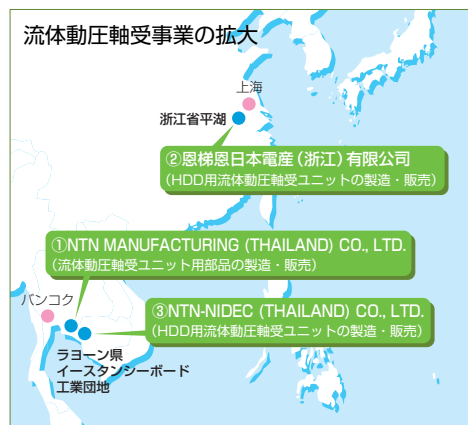 流体動圧軸受事業の拡大
上海
浙江省平湖
②恩梯恩日本電産（浙江）有限公司
（HDD用流体動圧軸受ユニットの製造・販売）
①NTN MANUFACTURING (THAILAND) CO., LTD.
（流体動圧軸受ユニット用部品の製造・販売）
バンコク
③NTN-NIDEC (THAILAND) CO., LTD.
（HDD用流体動圧軸受ユニットの製造・販売）
ラヨーン県
イースタンシーボード
工業団地